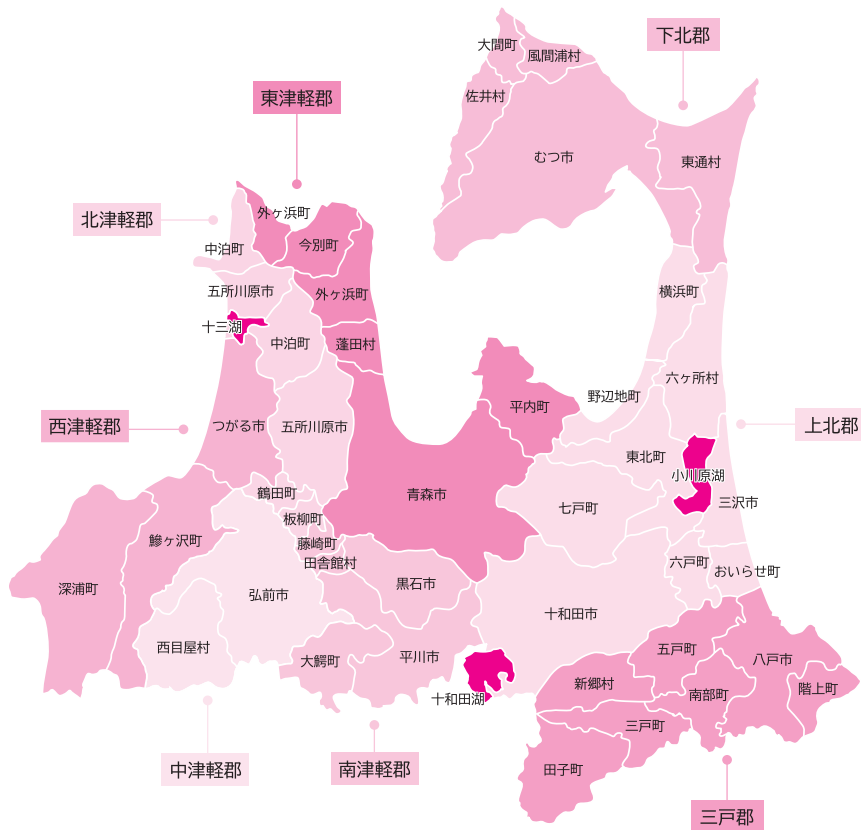 下北郡
大間町
風間浦村
佐井村
むつ市
東通村
東津軽郡
北津軽郡
外ヶ浜町
今別町
中泊町
五所川原市
外ヶ浜町
十三湖
中泊町
蓬田村
横浜町
六ヶ所村
野辺地町
平内町
西津軽郡
つがる市
五所川原市
上北郡
東北町
小川原湖
青森市
鶴田町
七戸町
三沢市
板柳町
鰺ヶ沢町
藤崎町
田舎館村
六戸町
おいらせ町
深浦町
黒石市
弘前市
十和田市
西目屋村
大鰐町
平川市
五戸町
八戸市
新郷村
南部町
階上町
十和田湖
三戸町
中津軽郡
南津軽郡
田子町
三戸郡